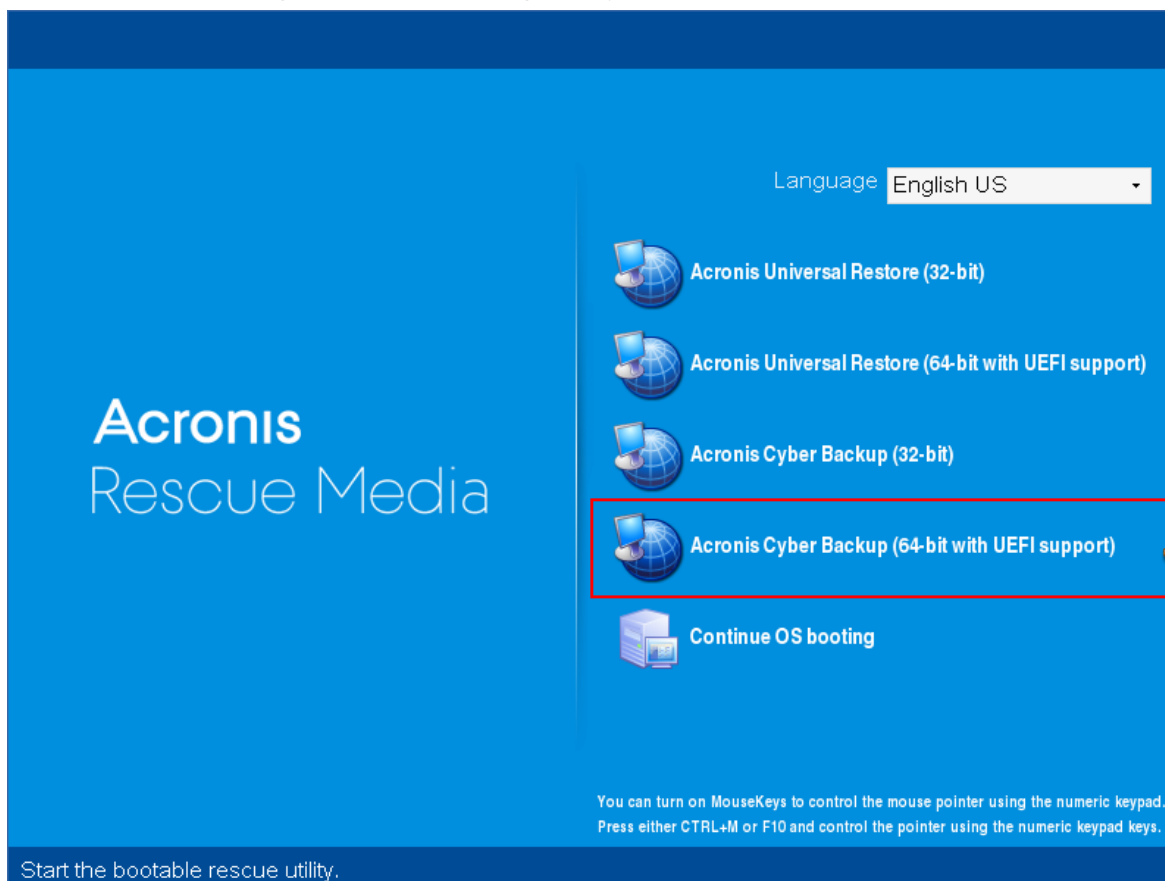 Language English US
Acronis Universal Restore (32-bit)
Acronis Universal Restore (64-bit with UEFI support)
Acronis
Rescue Media
Acronis Cyber Backup (32-bit)
Acronis Cyber Backup (64-bit with UEFI support)
Continue OS booting
You can turn on MouseKeys to control the mouse pointer using the numeric keypad.
Press either CTRL+M or F10 and control the pointer using the numeric keypad keys.
Start the bootable rescue utility.